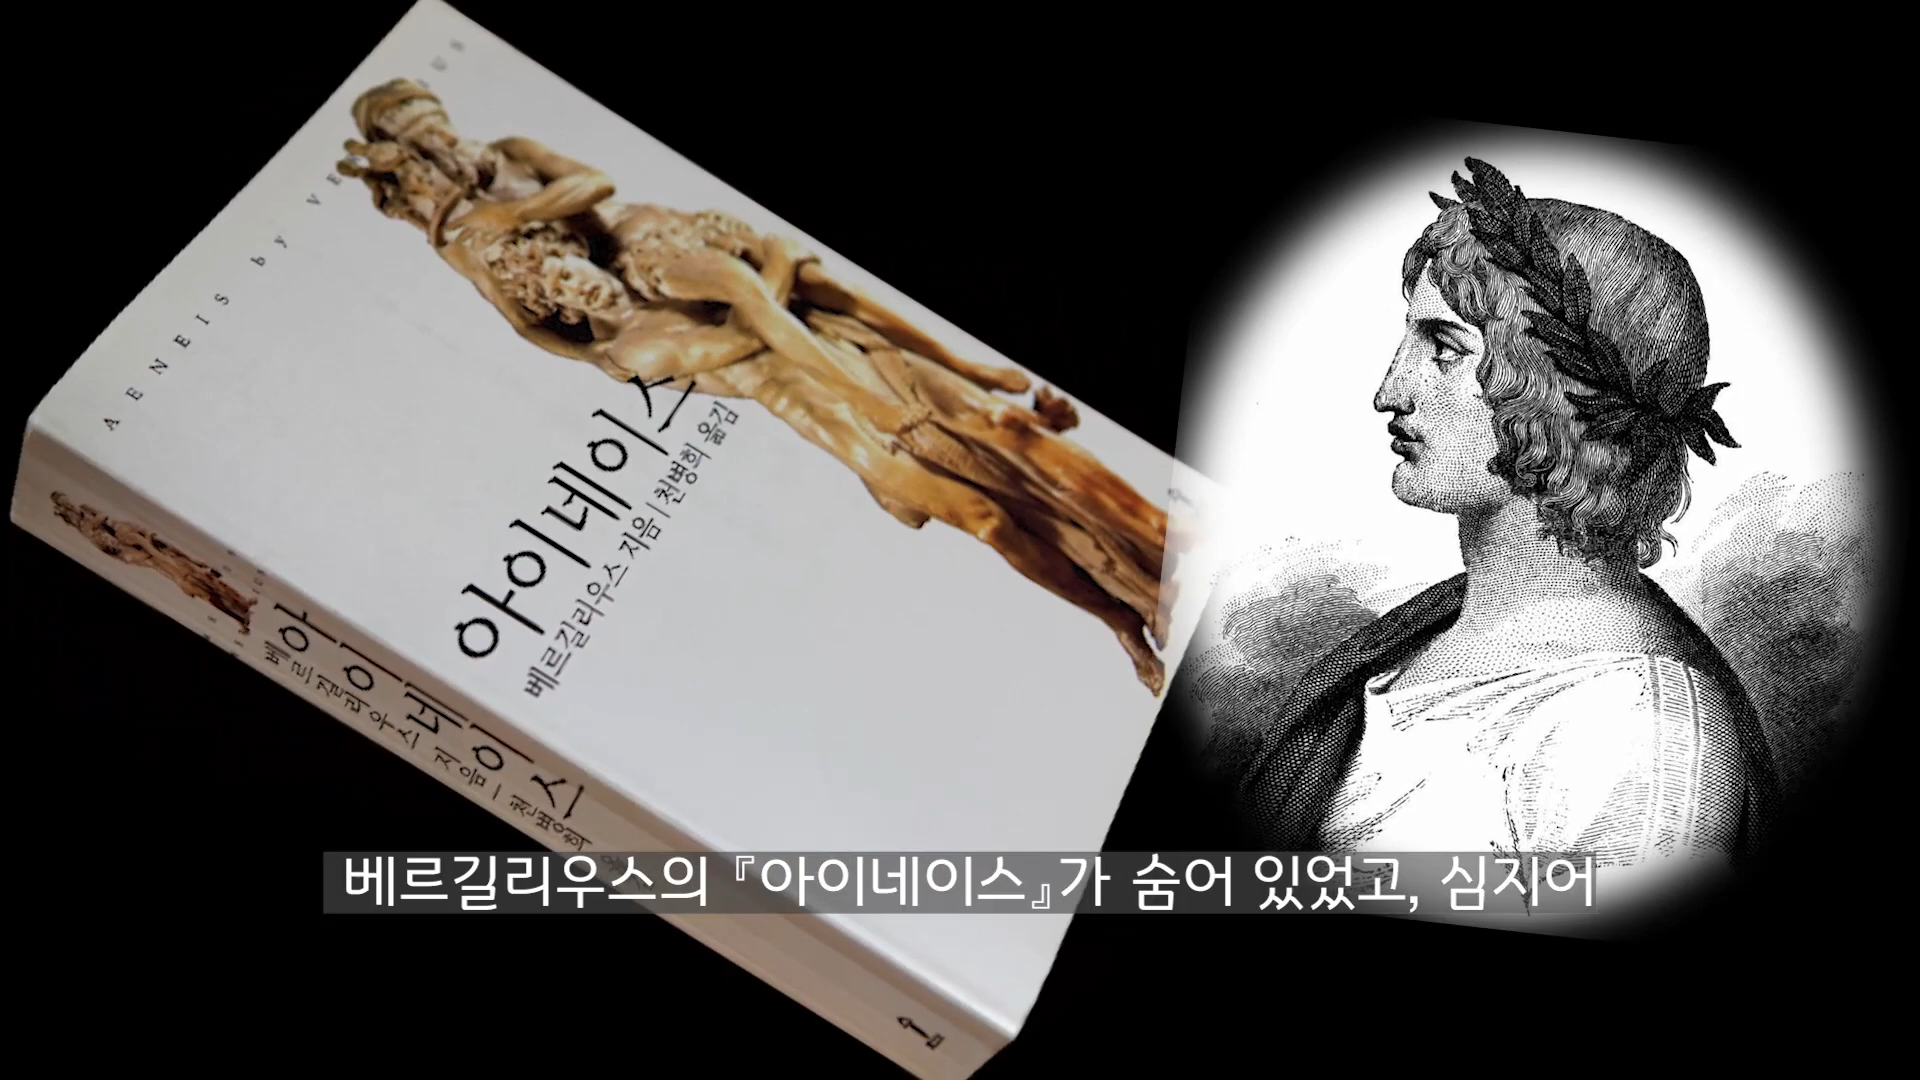 AENEIS by VE US
아이네이스
베르길리우스 지음 | 천병희 옮김
아이네이스
베르길리우스 지음 | 천병희
베르길리우스의 『아이네이스』가 숨어 있었고, 심지어